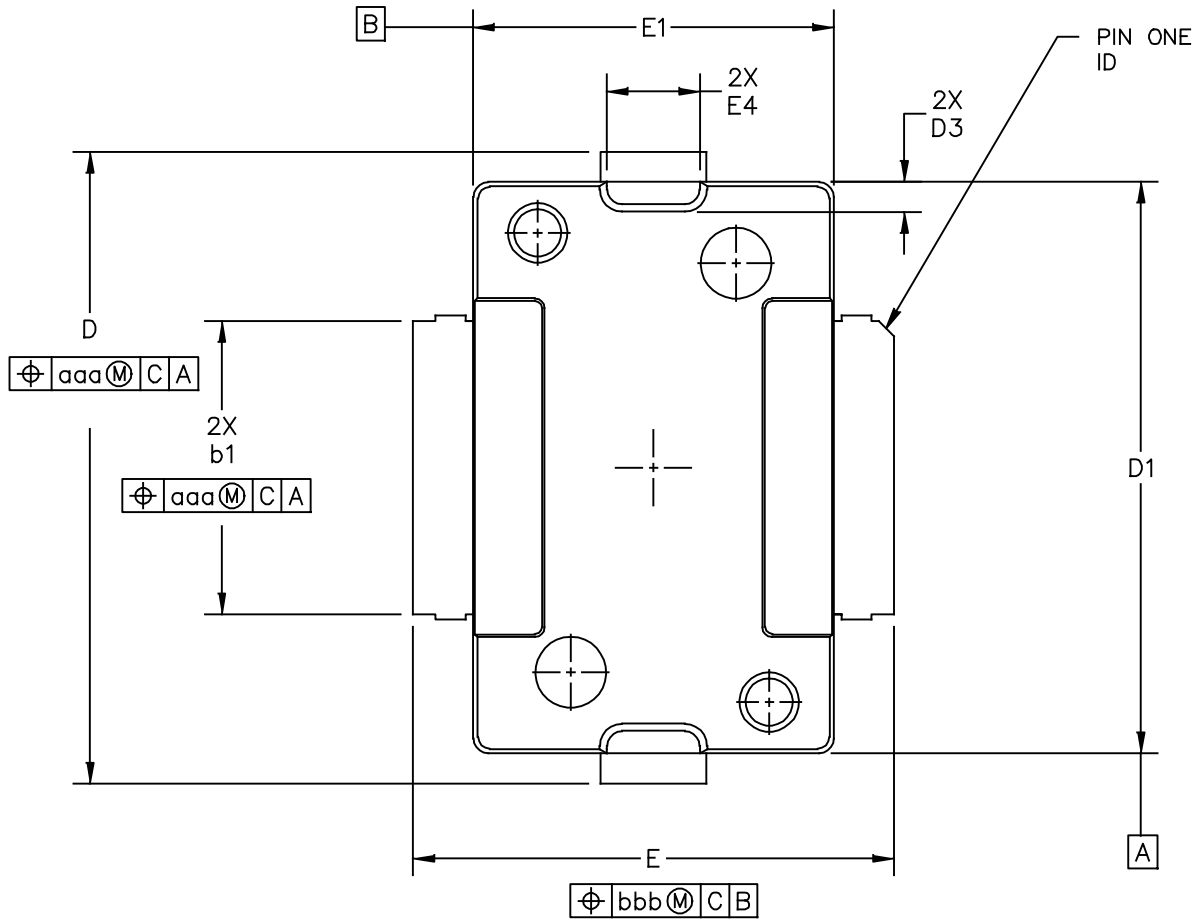 B
E1
PIN ONE
ID
2X
E4
2X
D3
D
⌖ aaa Ⓜ C A
2X
b1
⌖ aaa Ⓜ C A
D1
E
⌖ bbb Ⓜ C B
A